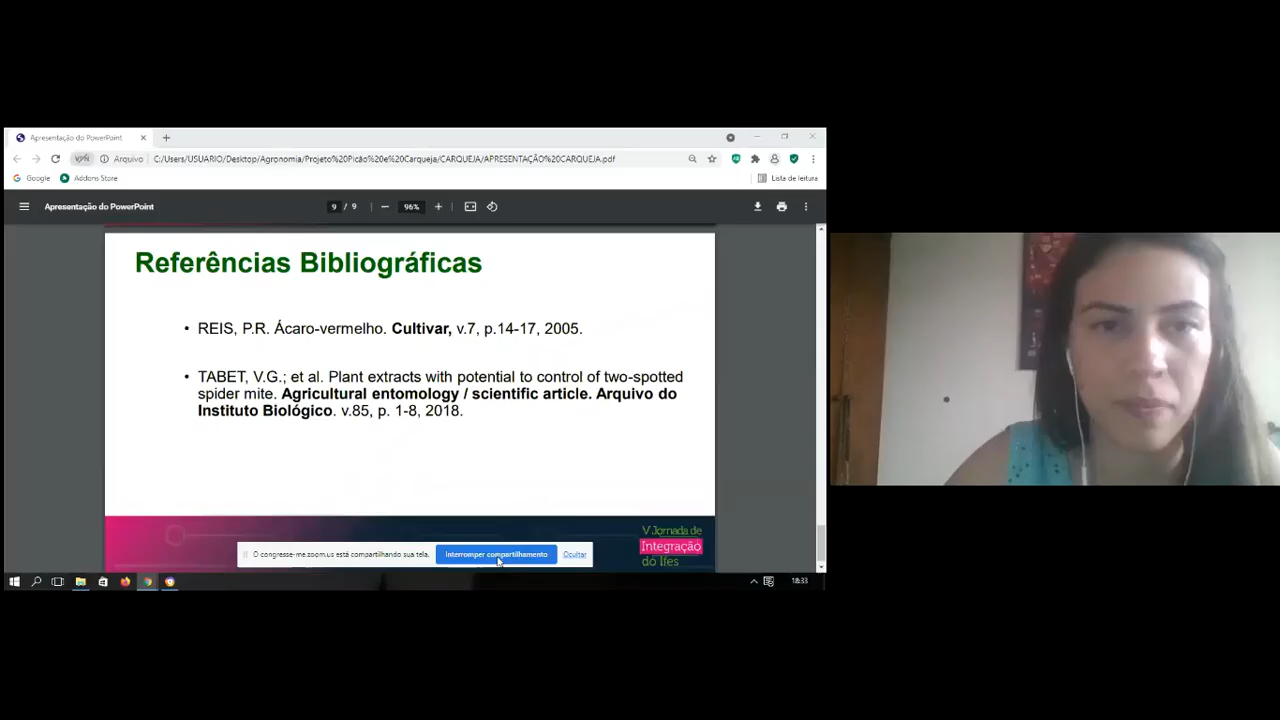 Apresentação do PowerPoint
Arquivo C:/Users/USUARIO/Desktop/Agronomia/Projeto%20Picão%20e%20Carqueja/CARQUEJA/APRESENTAÇÃO%20CARQUEJA.pdf
Google Addons Store Lista de leitura
Apresentação do PowerPoint 9 / 9 96%
Referências Bibliográficas
• REIS, P.R. Ácaro-vermelho. Cultivar, v.7, p.14-17, 2005.
• TABET, V.G.; et al. Plant extracts with potential to control of two-spotted
spider mite. Agricultural entomology / scientific article. Arquivo do
Instituto Biológico. v.85, p. 1-8, 2018.
V Jornada de
Integração
do Ifes
O congresse-me.zoom.us está compartilhando sua tela. Interromper compartilhamento Ocultar
18:33